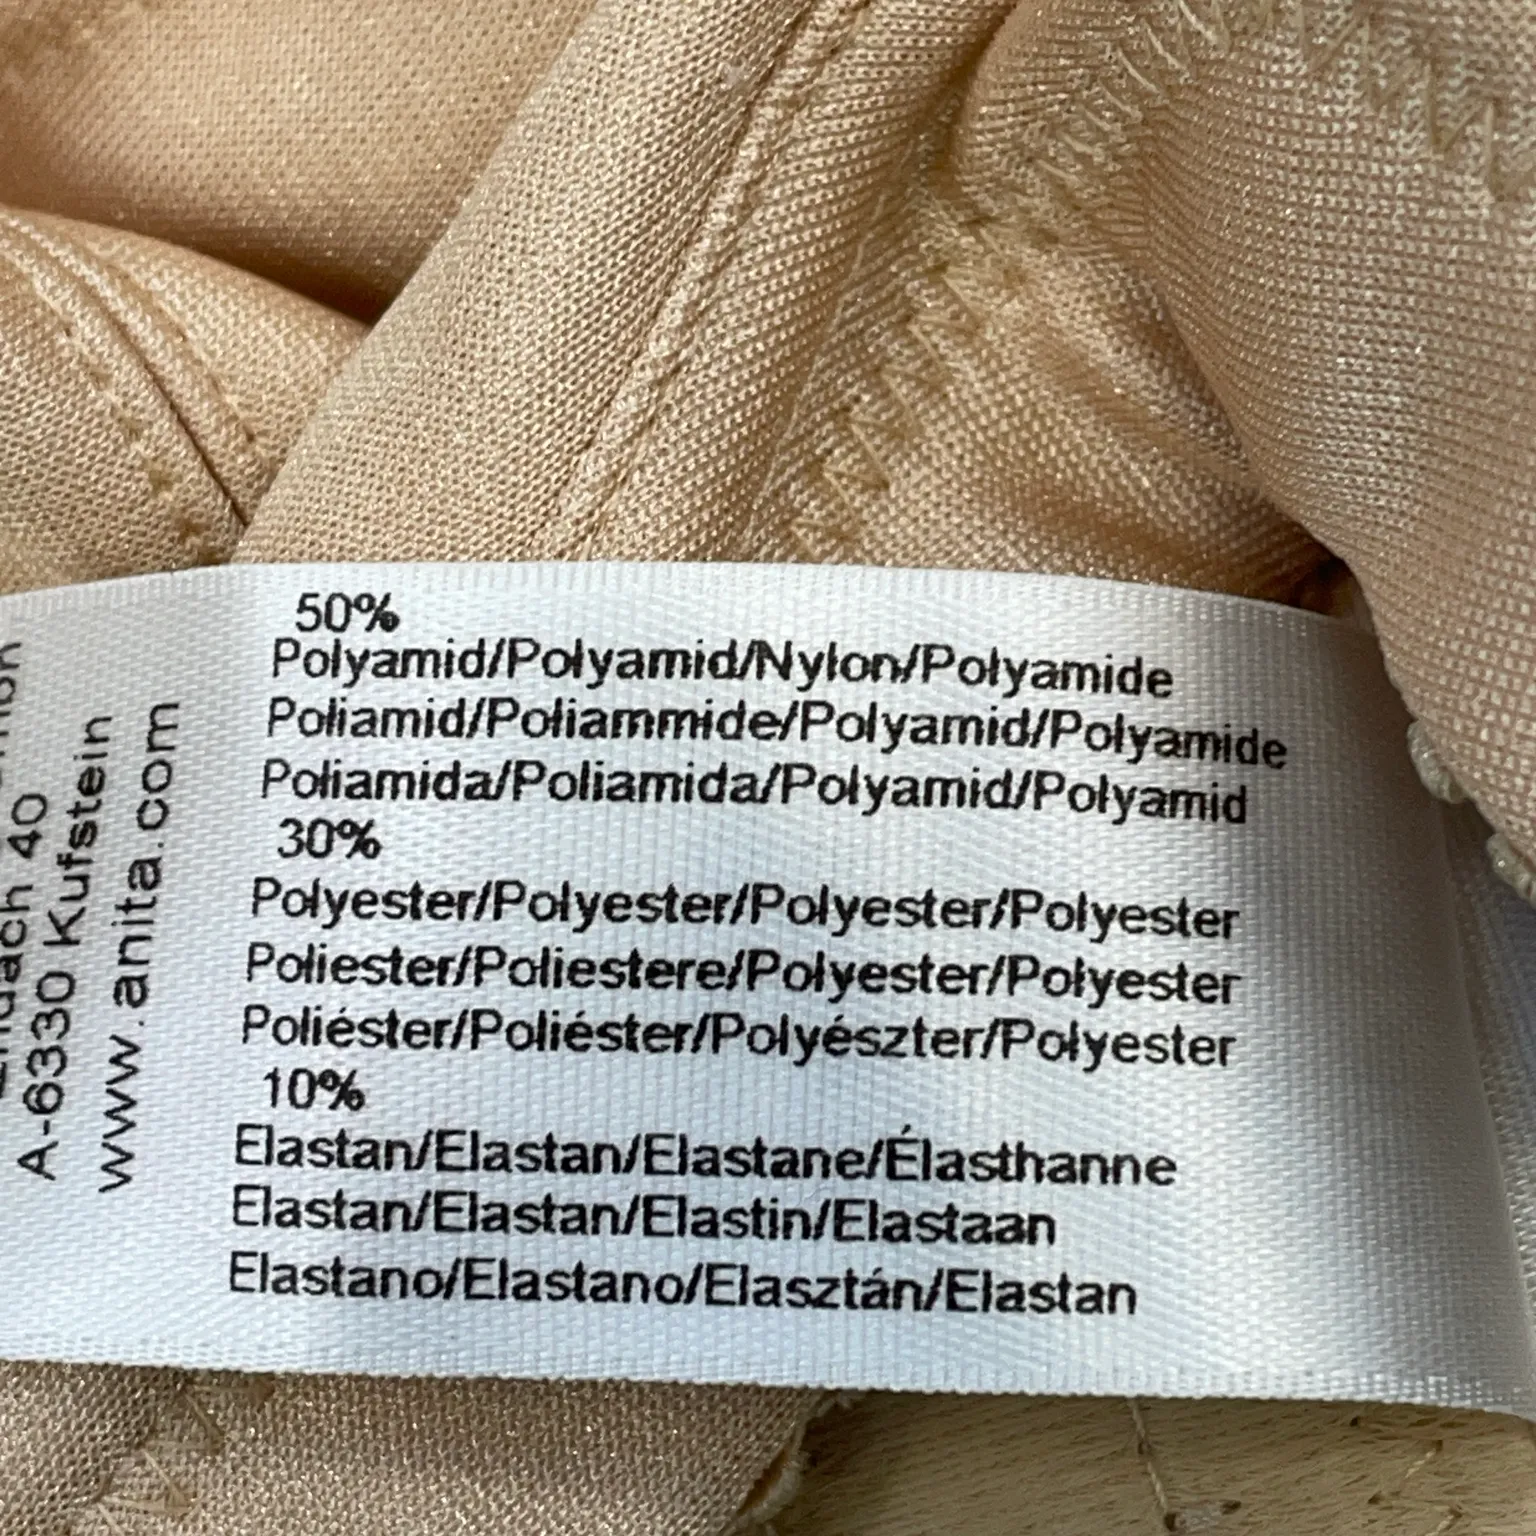 50%
Polyamid/Polyamid/Nylon/Polyamide
Poliamid/Poliammide/Polyamid/Polyamide
Poliamida/Poliamida/Polyamid/Polyamid
30%
Polyester/Polyester/Polyester/Polyester
Poliester/Poliestere/Polyester/Polyester
Poliéster/Poliéster/Polyészter/Polyester
10%
Elastan/Elastan/Elastane/Élasthanne
Elastan/Elastan/Elastin/Elastaan
Elastano/Elastano/Elasztán/Elastan
40
A-6330 Kufstein
www.anita.com